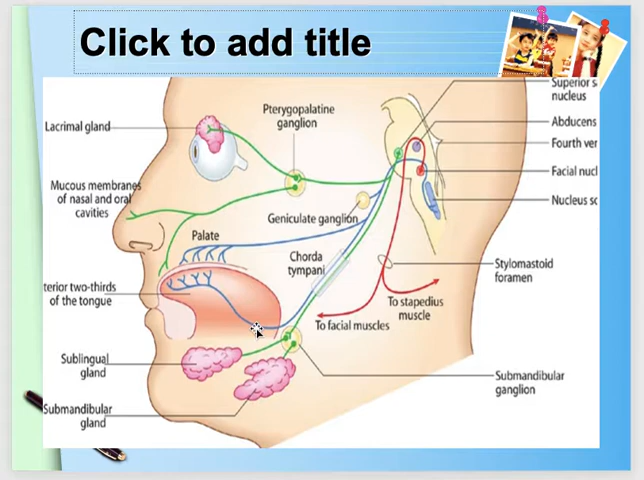 Click to add title
Superior s
nucleus
Pterygopalatine
ganglion
Abducens
Lacrimal gland
Fourth ver
Facial nucl
Mucous membranes
of nasal and oral
cavities
Nucleus sc
Geniculate ganglion
Palate
Chorda
tympani
Stylomastoid
foramen
terior two-thirds
of the tongue
To stapedius
muscle
To facial muscles
Sublingual
gland
Submandibular
ganglion
Submandibular
gland